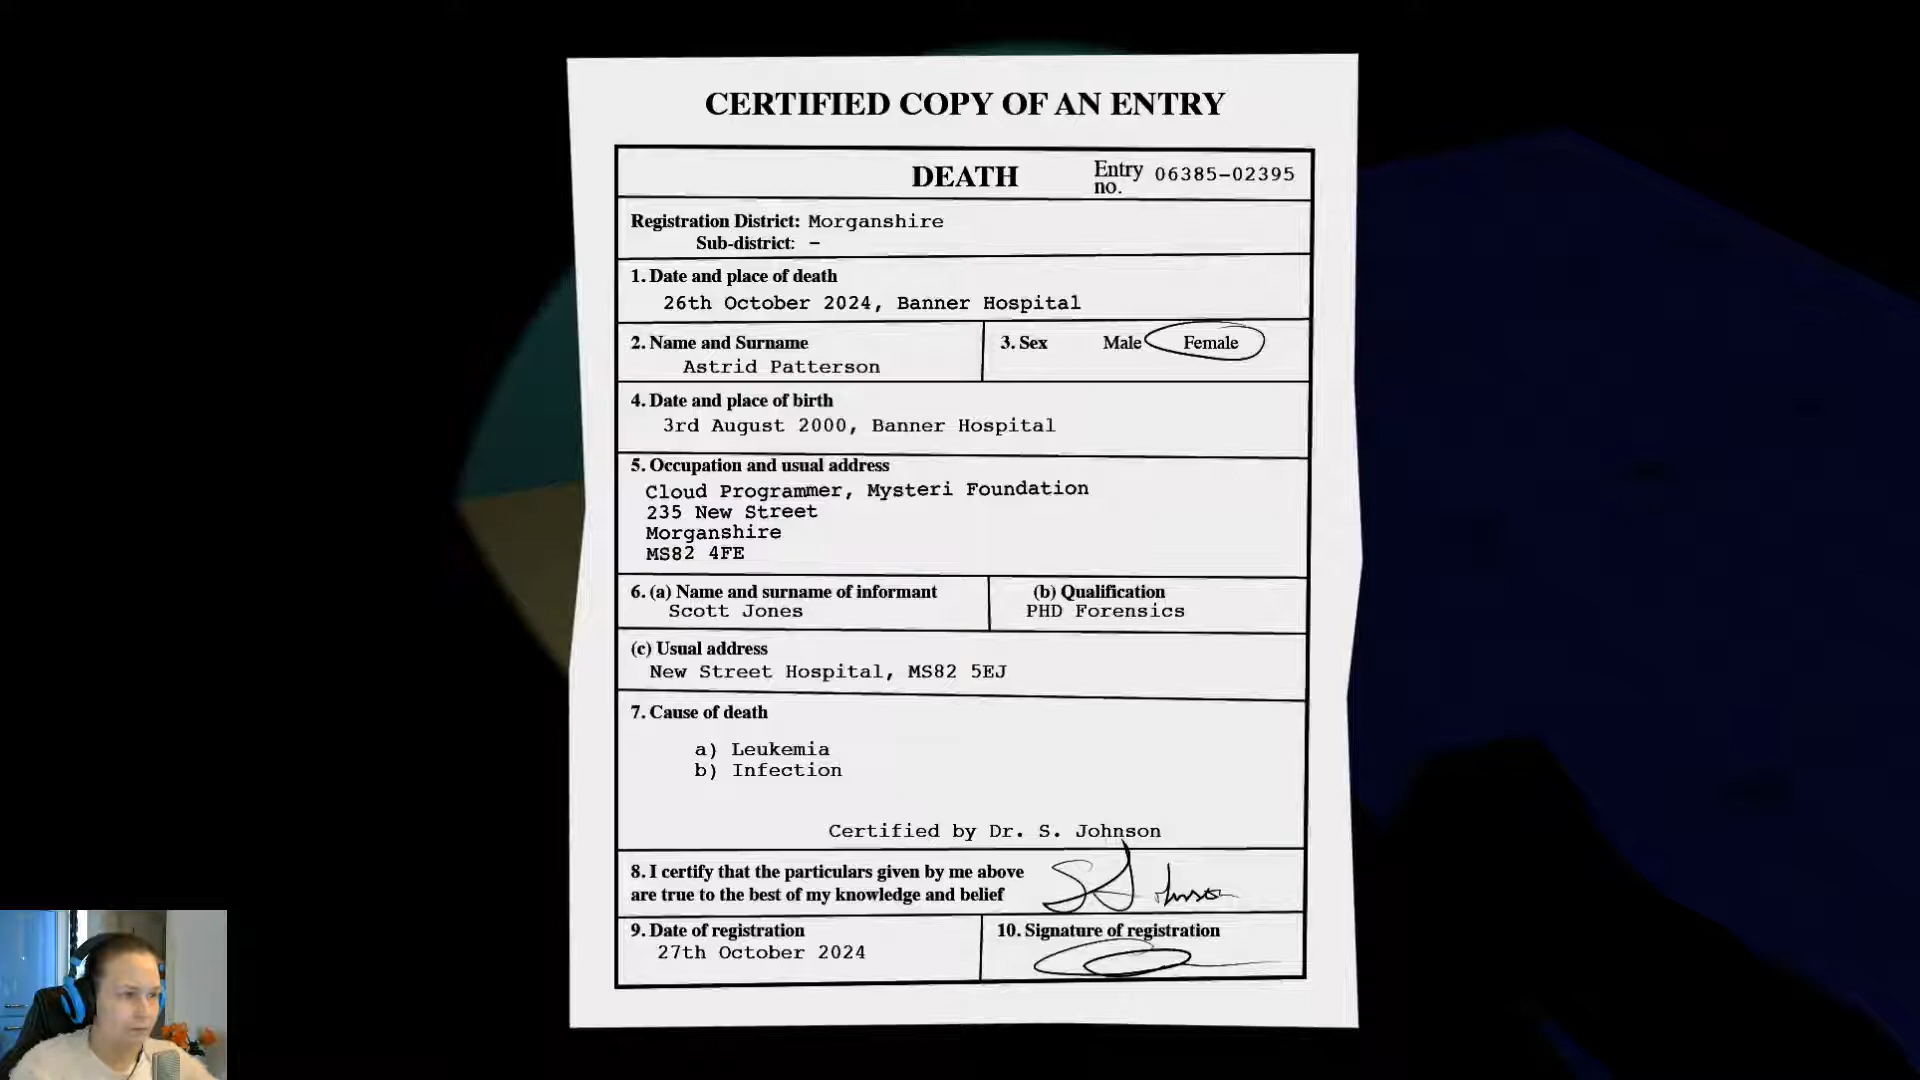 CERTIFIED COPY OF AN ENTRY
DEATH
Entry no. 06385-02395
Registration District: Morganshire
Sub-district: -
1. Date and place of death
26th October 2024, Banner Hospital
2. Name and Surname
Astrid Patterson
3. Sex Male Female
4. Date and place of birth
3rd August 2000, Banner Hospital
5. Occupation and usual address
Cloud Programmer, Mysteri Foundation
235 New Street
Morganshire
MS82 4FE
6. (a) Name and surname of informant
Scott Jones
(b) Qualification
PHD Forensics
(c) Usual address
New Street Hospital, MS82 5EJ
7. Cause of death
a) Leukemia
b) Infection
Certified by Dr. S. Johnson
8. I certify that the particulars given by me above
are true to the best of my knowledge and belief
S Johnson
9. Date of registration
27th October 2024
10. Signature of registration